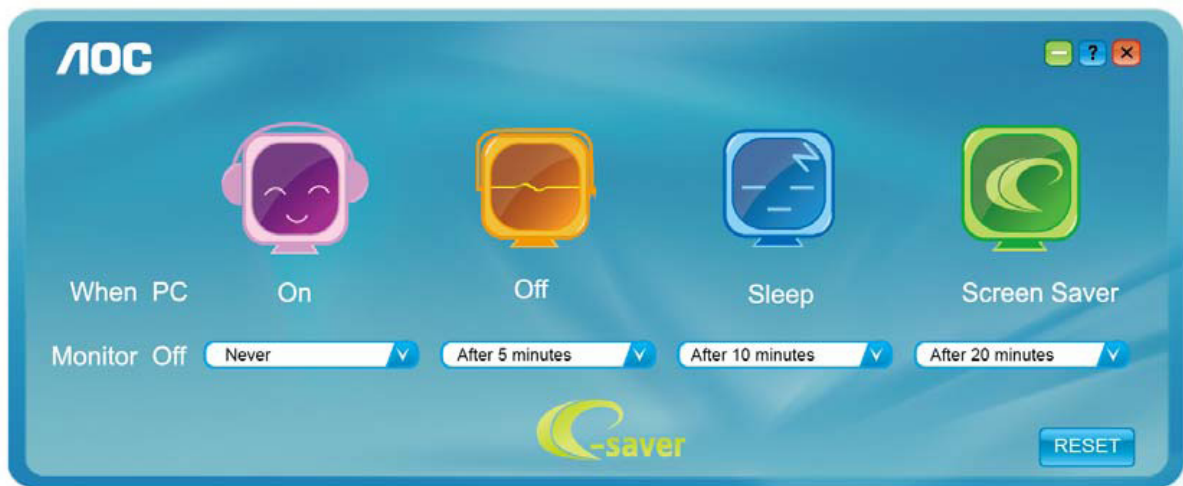 AOC
?
When PC On Off Sleep Screen Saver
Monitor Off Never After 5 minutes After 10 minutes After 20 minutes
e-saver
RESET